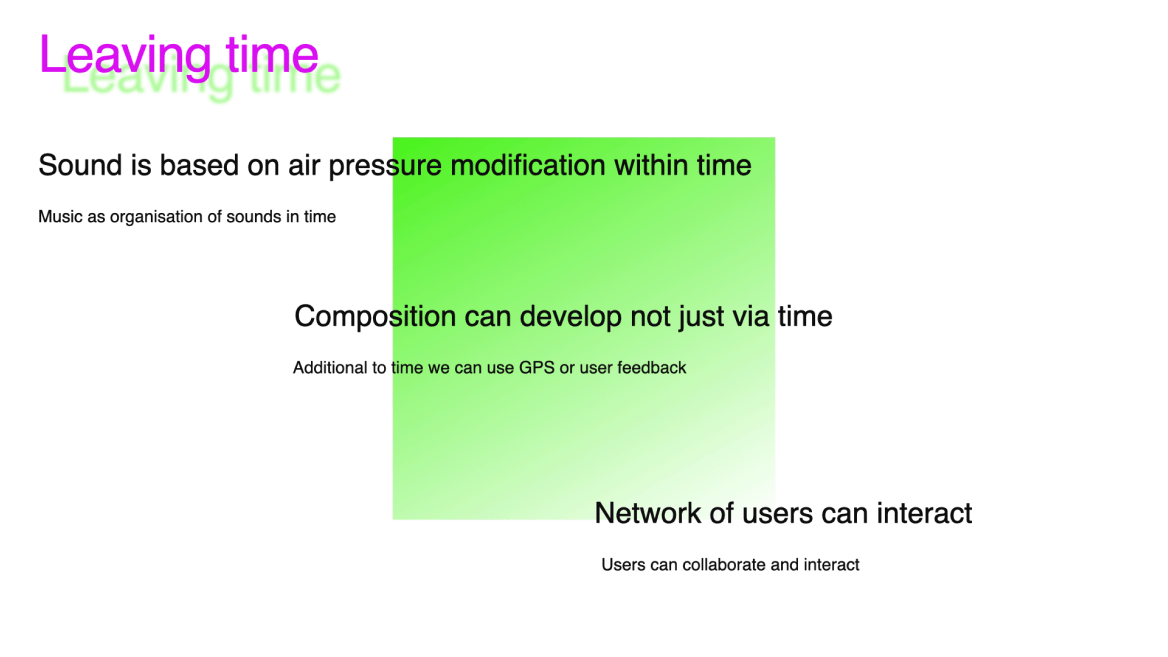 Leaving time
Sound is based on air pressure modification within time
Music as organisation of sounds in time
Composition can develop not just via time
Additional to time we can use GPS or user feedback
Network of users can interact
Users can collaborate and interact